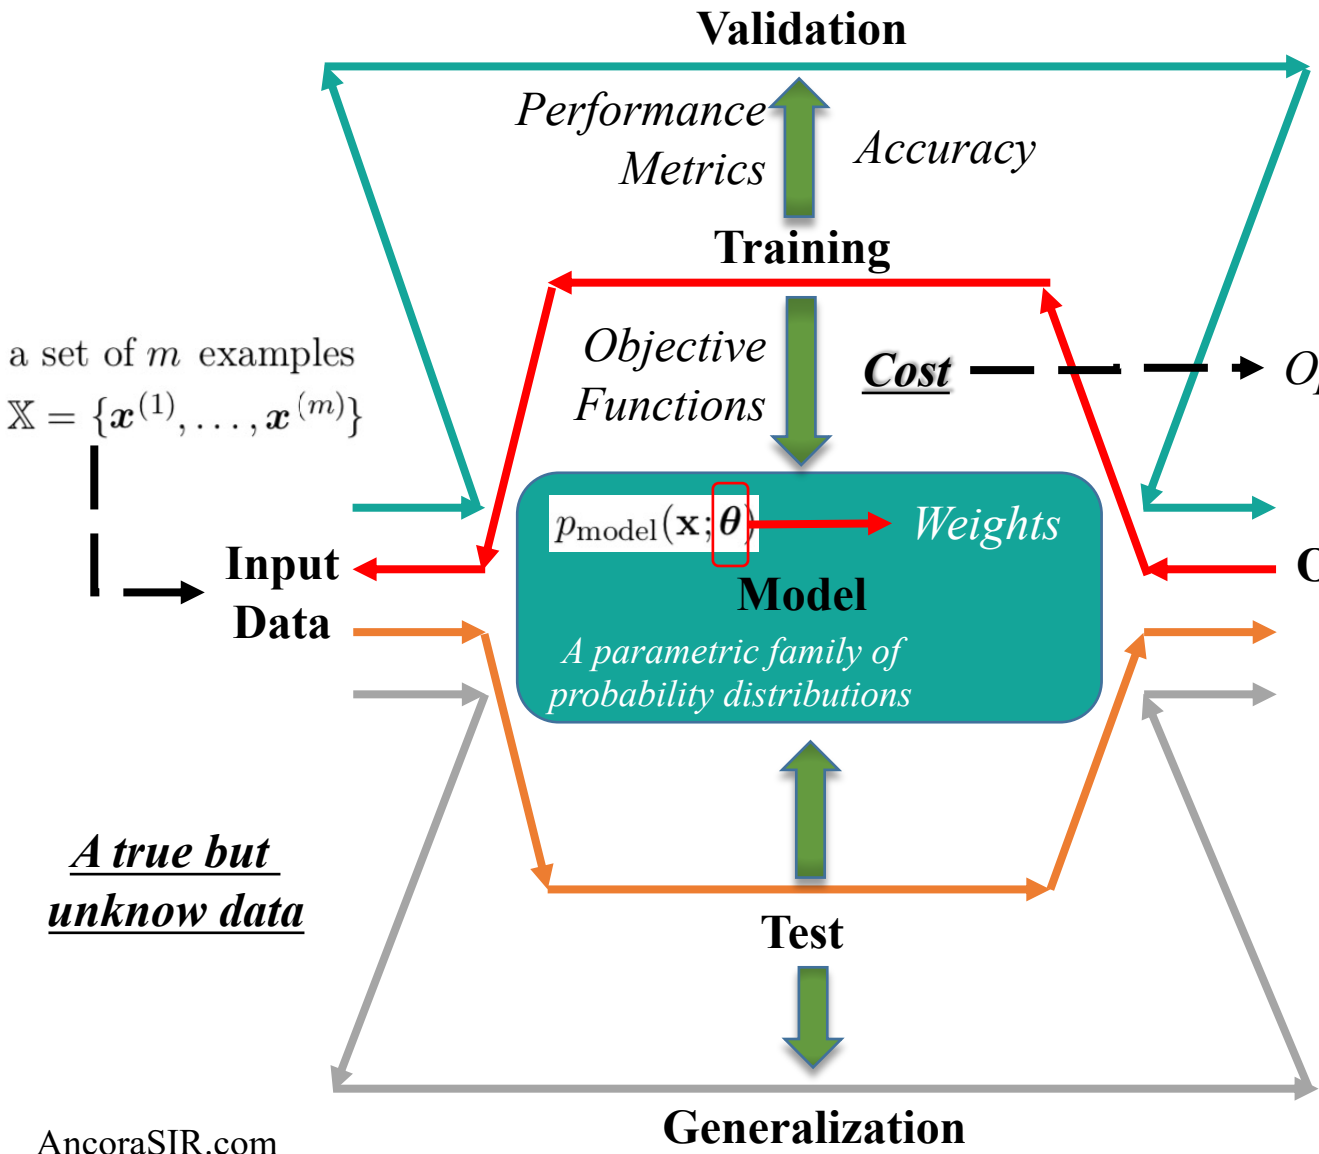 Validation
Performance
Metrics
Accuracy
Training
a set of m examples
𝕏 = {x^(1), . . . , x^(m)}
Objective
Functions
Cost
p_model(x; θ)
Weights
Input
Data
Model
A parametric family of
probability distributions
A true but
unknow data
Test
Generalization
AncoraSIR.com